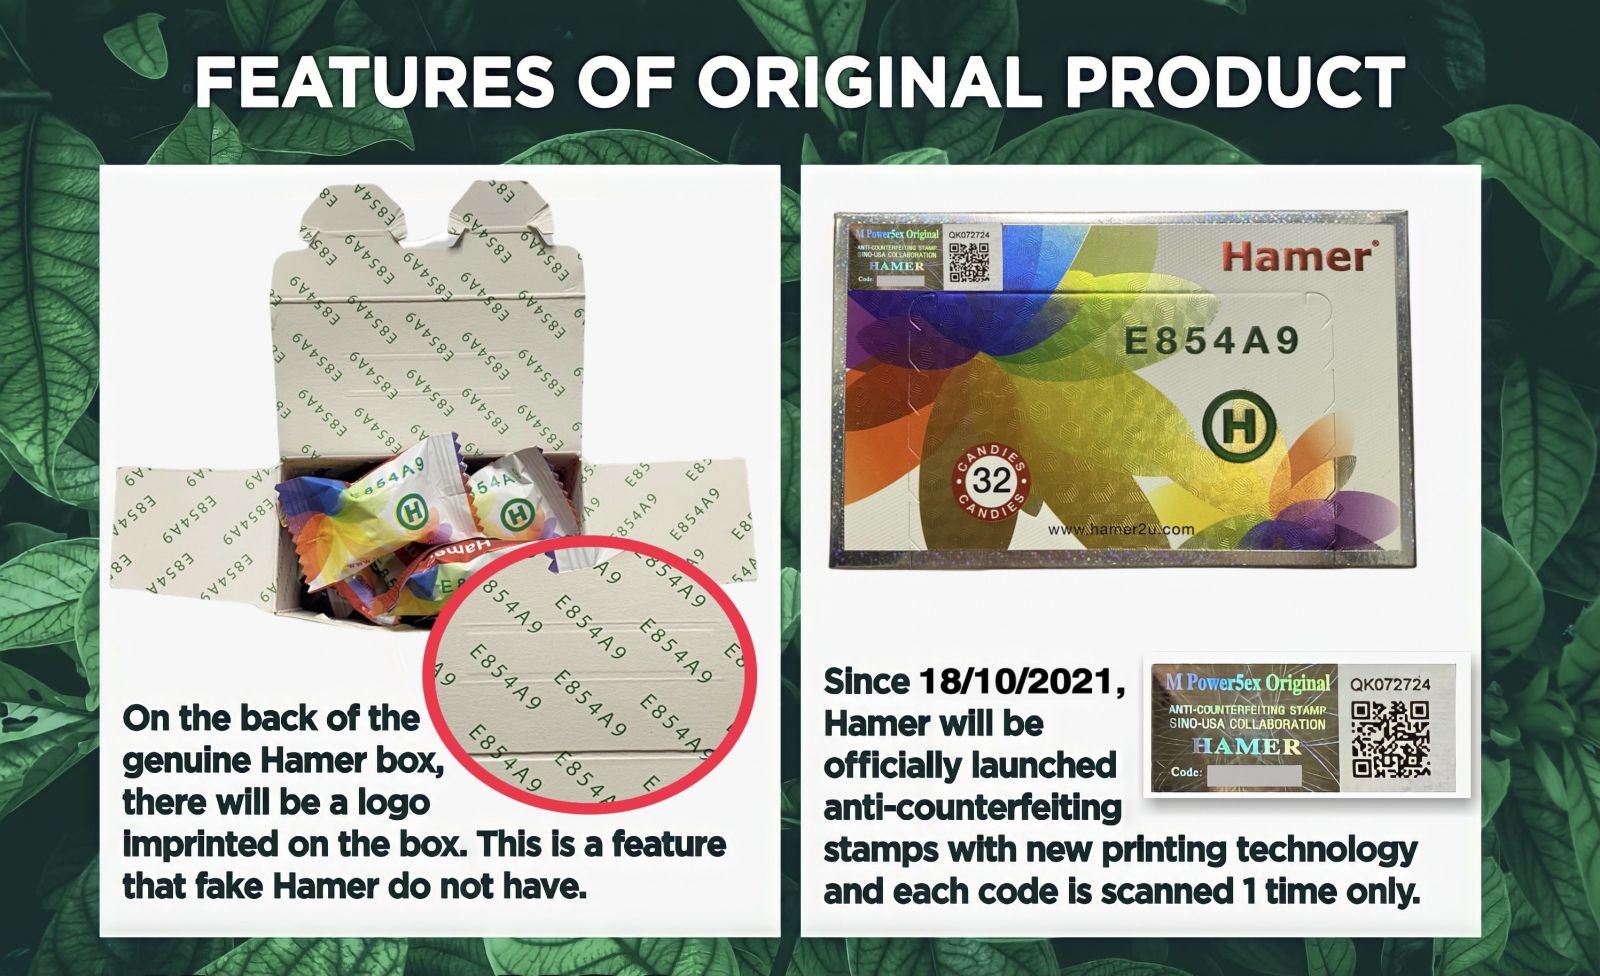 FEATURES OF ORIGINAL PRODUCT
E854A9
E854A9
Hamer
E854A9 E854A9 E854A9
E854A9 E854A9
E854A9 E854A9
E854A9
On the back of the
genuine Hamer box,
there will be a logo
imprinted on the box. This is a feature
that fake Hamer do not have.
M Power5ex Original QK072724
ANTI-COUNTERFEITING STAMP
SINO-USA COLLABORATION
HAMER
Code:
Hamer®
E854A9
H
CANDIES
32
CANDIES
www.hamer2u.com
Since 18/10/2021,
Hamer will be
officially launched
anti-counterfeiting
stamps with new printing technology
and each code is scanned 1 time only.
M Power5ex Original QK072724
ANTI-COUNTERFEITING STAMP
SINO-USA COLLABORATION
HAMER
Code: